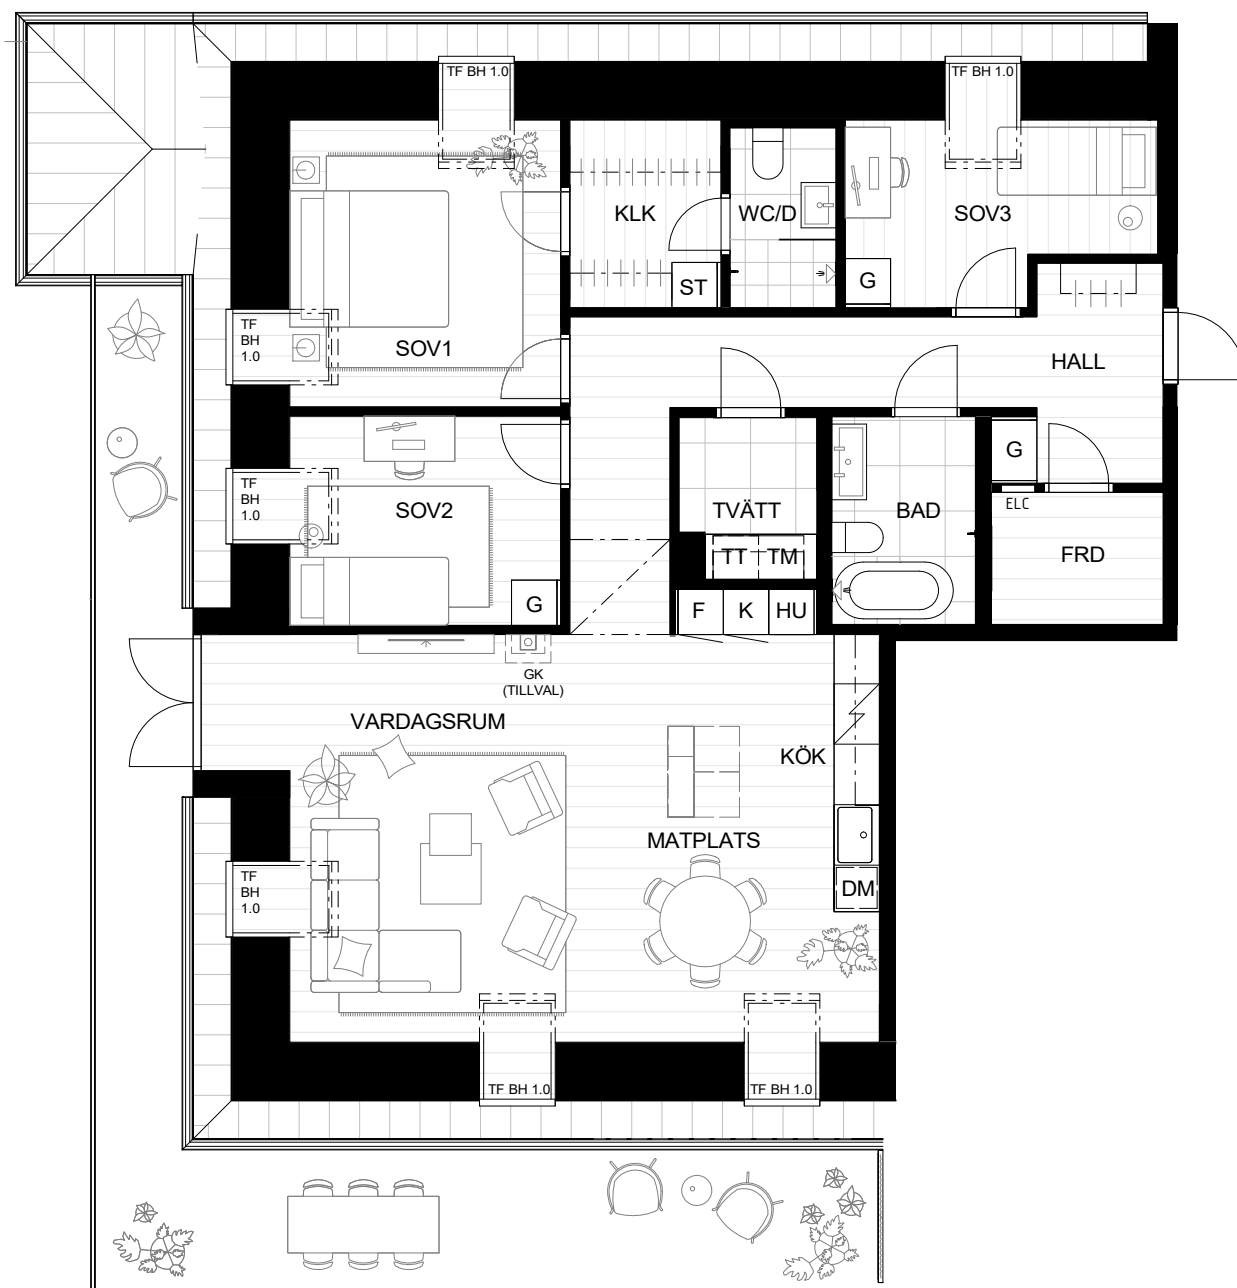 TF BH 1.0
TF BH 1.0
KLK
WC/D
SOV3
G
ST
TF
BH
1.0
SOV1
HALL
G
TF
BH
1.0
SOV2
TVÄTT
BAD
ELC
FRD
TT
TM
G
F
K
HU
GK
(TILLVAL)
VARDAGSRUM
KÖK
MATPLATS
TF
BH
1.0
DM
TF BH 1.0
TF BH 1.0